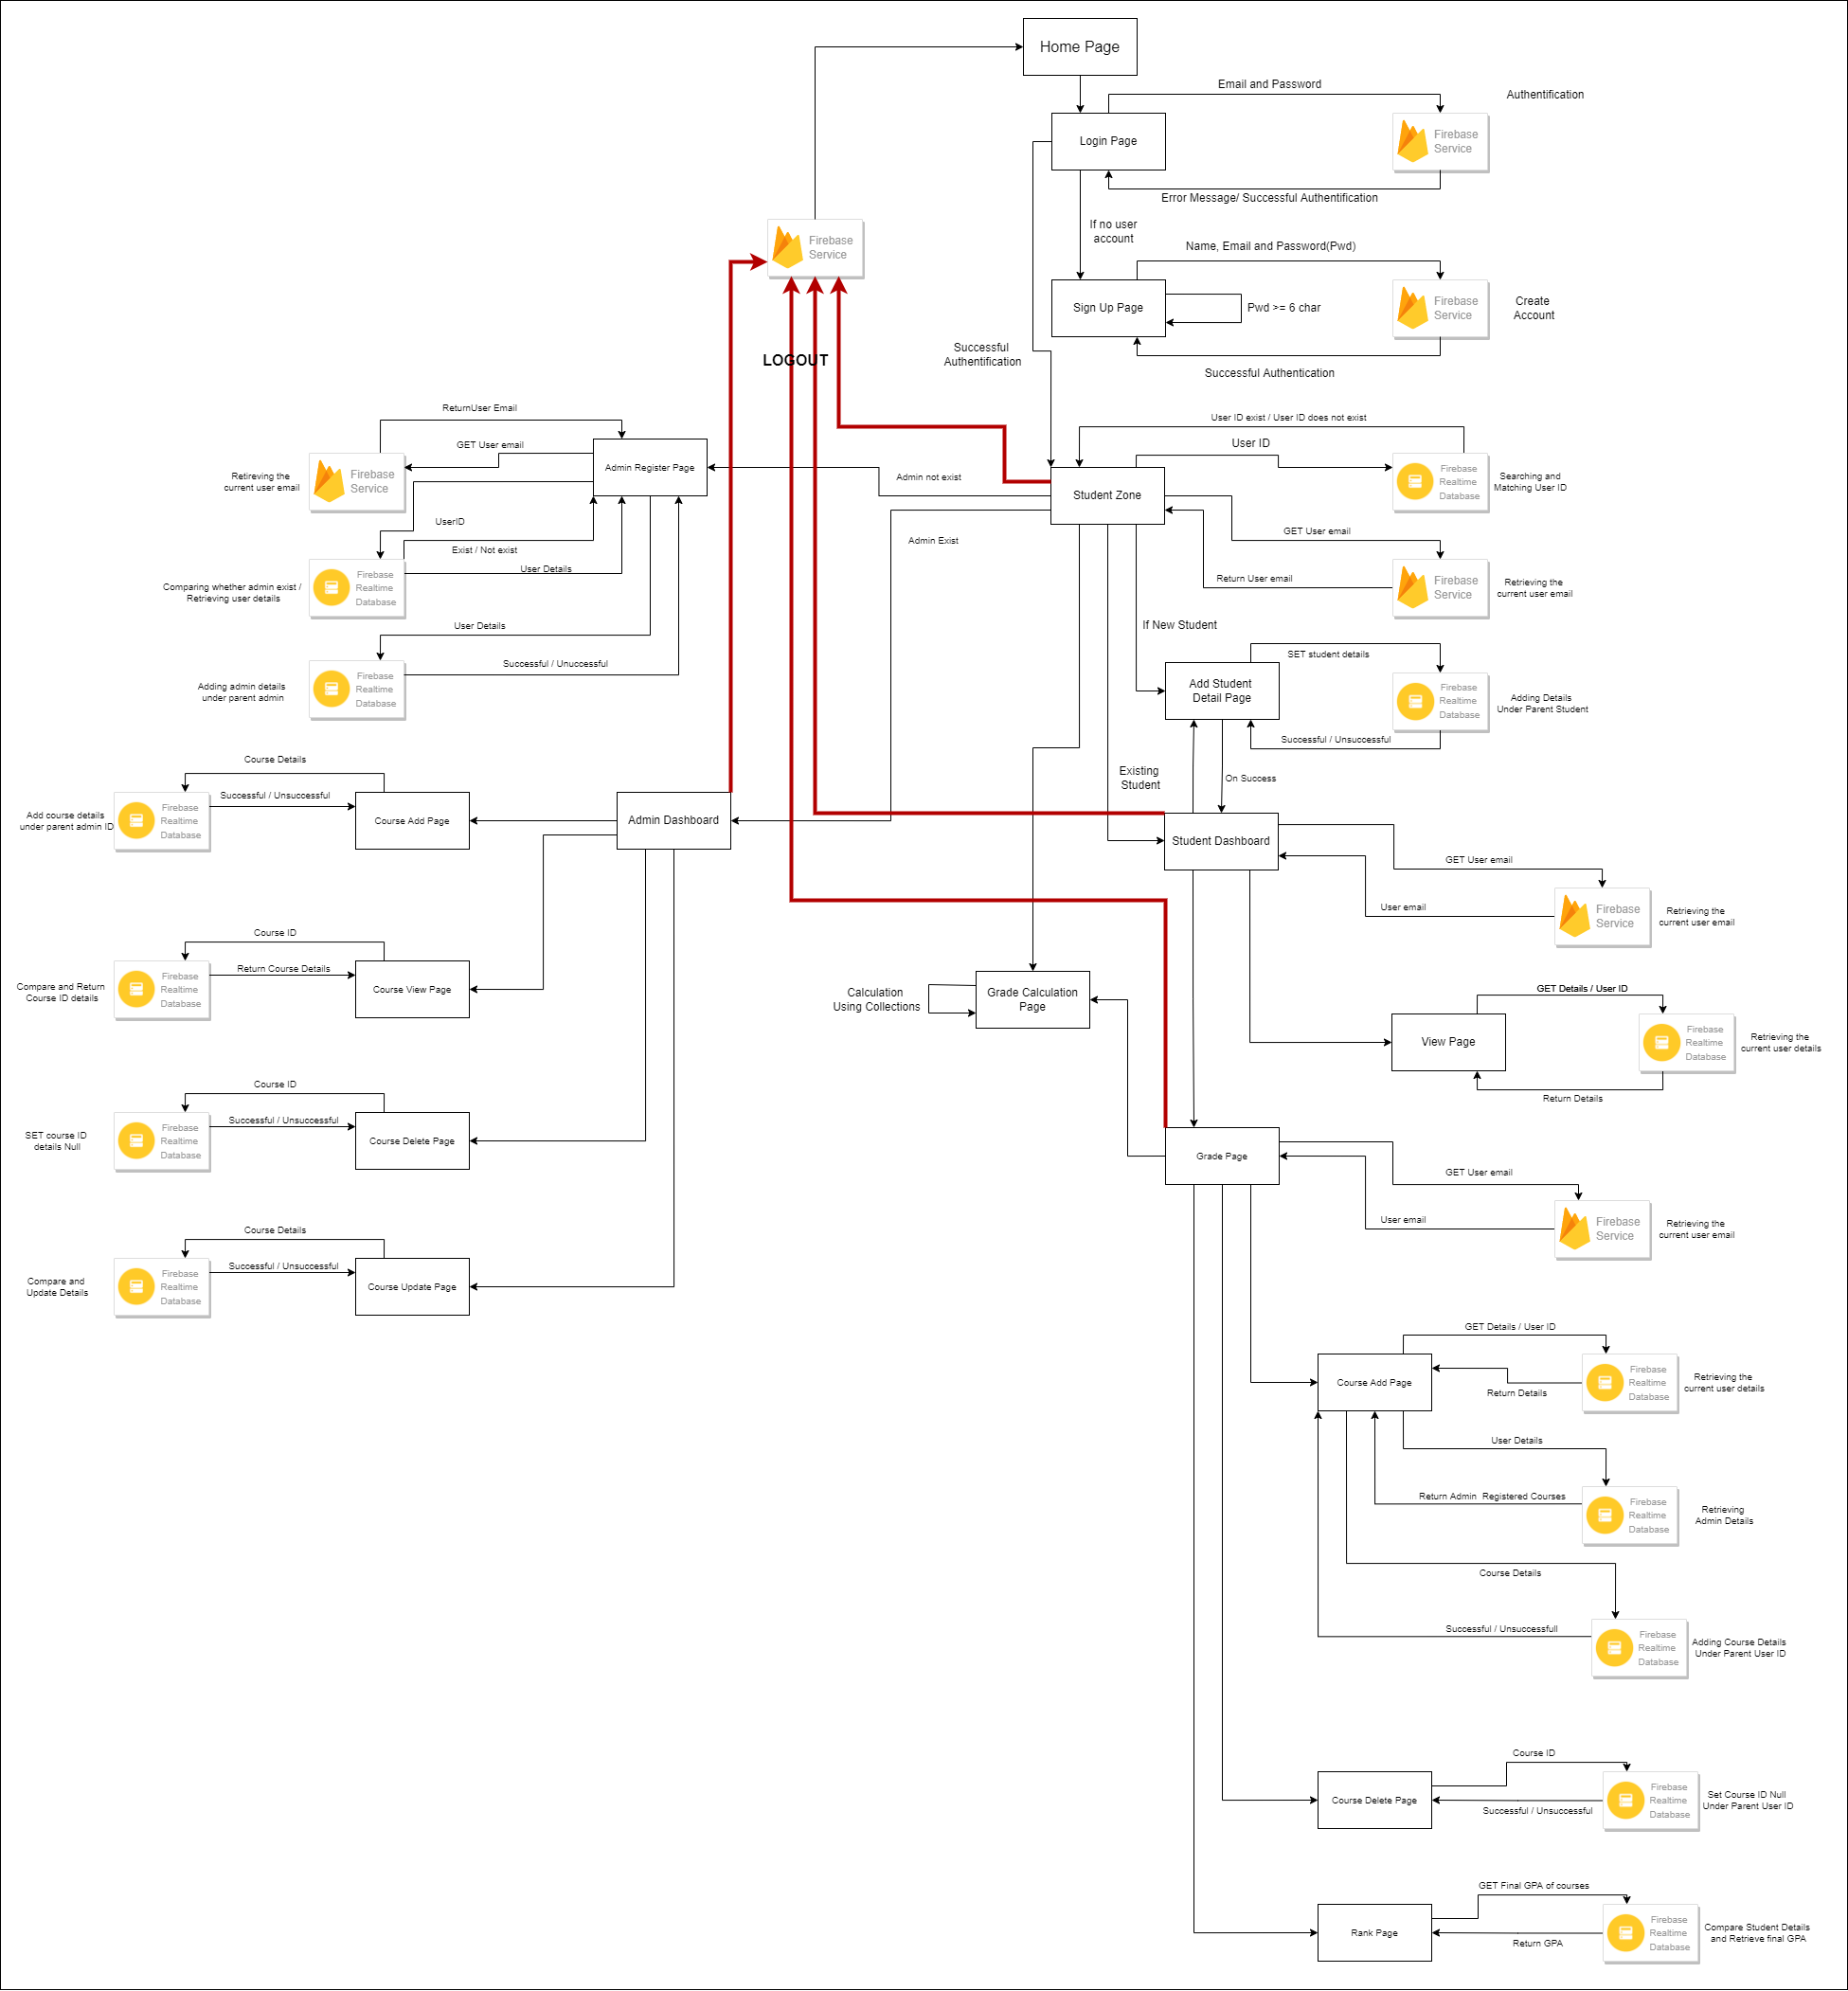 Home Page
Email and Password
Authentification
Login Page
Firebase
Service
Error Message/ Successful Authentification
If no user
account
Firebase
Service
Name, Email and Password(Pwd)
Sign Up Page
Pwd >= 6 char
Firebase
Service
Create
Account
Successful
Authentification
LOGOUT
Successful Authentication
ReturnUser Email
GET User email
Admin Register Page
Retireving the
current user email
Firebase
Service
Admin not exist
User ID exist / User ID does not exist
User ID
Student Zone
Firebase
Realtime
Database
Searching and
Matching User ID
UserID
Exist / Not exist
User Details
Admin Exist
GET User email
Return User email
Firebase
Service
Retrieving the
current user email
Comparing whether admin exist /
Retrieving user details
Firebase
Realtime
Database
User Details
Successful / Unuccessful
Adding admin details
under parent admin
Firebase
Realtime
Database
If New Student
SET student details
Add Student
Detail Page
Firebase
Realtime
Database
Adding Details
Under Parent Student
Successful / Unsuccessful
Existing
Student
On Success
Course Details
Successful / Unsuccessful
Add course details
under parent admin ID
Firebase
Realtime
Database
Course Add Page
Admin Dashboard
Student Dashboard
GET User email
User email
Firebase
Service
Retrieving the
current user email
Course ID
Return Course Details
Compare and Return
Course ID details
Firebase
Realtime
Database
Course View Page
Calculation
Using Collections
Grade Calculation
Page
GET Details / User ID
View Page
Firebase
Realtime
Database
Retrieving the
current user details
Return Details
Course ID
Successful / Unsuccessful
SET course ID
details Null
Firebase
Realtime
Database
Course Delete Page
Grade Page
GET User email
User email
Firebase
Service
Retrieving the
current user email
Course Details
Successful / Unsuccessful
Compare and
Update Details
Firebase
Realtime
Database
Course Update Page
GET Details / User ID
Course Add Page
Return Details
Firebase
Realtime
Database
Retrieving the
current user details
User Details
Return Admin Registered Courses
Firebase
Realtime
Database
Retrieving
Admin Details
Course Details
Successful / Unsuccessfull
Firebase
Realtime
Database
Adding Course Details
Under Parent User ID
Course ID
Course Delete Page
Successful / Unsuccessful
Firebase
Realtime
Database
Set Course ID Null
Under Parent User ID
GET Final GPA of courses
Rank Page
Return GPA
Firebase
Realtime
Database
Compare Student Details
and Retrieve final GPA